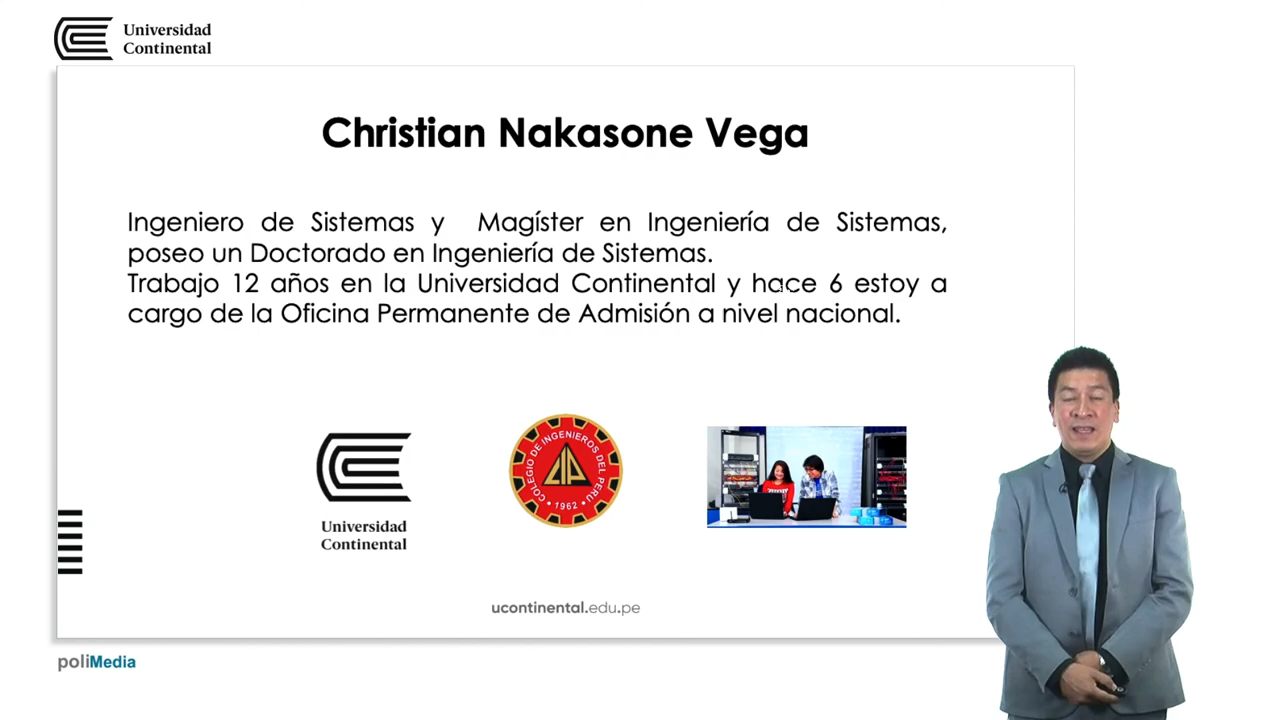 Universidad
Continental
Christian Nakasone Vega
Ingeniero de Sistemas y Magíster en Ingeniería de Sistemas,
poseo un Doctorado en Ingeniería de Sistemas.
Trabajo 12 años en la Universidad Continental y hace 6 estoy a
cargo de la Oficina Permanente de Admisión a nivel nacional.
COLEGIO DE INGENIEROS DEL PERU
CIP
• 1962 •
Universidad
Continental
ucontinental.edu.pe
poliMedia